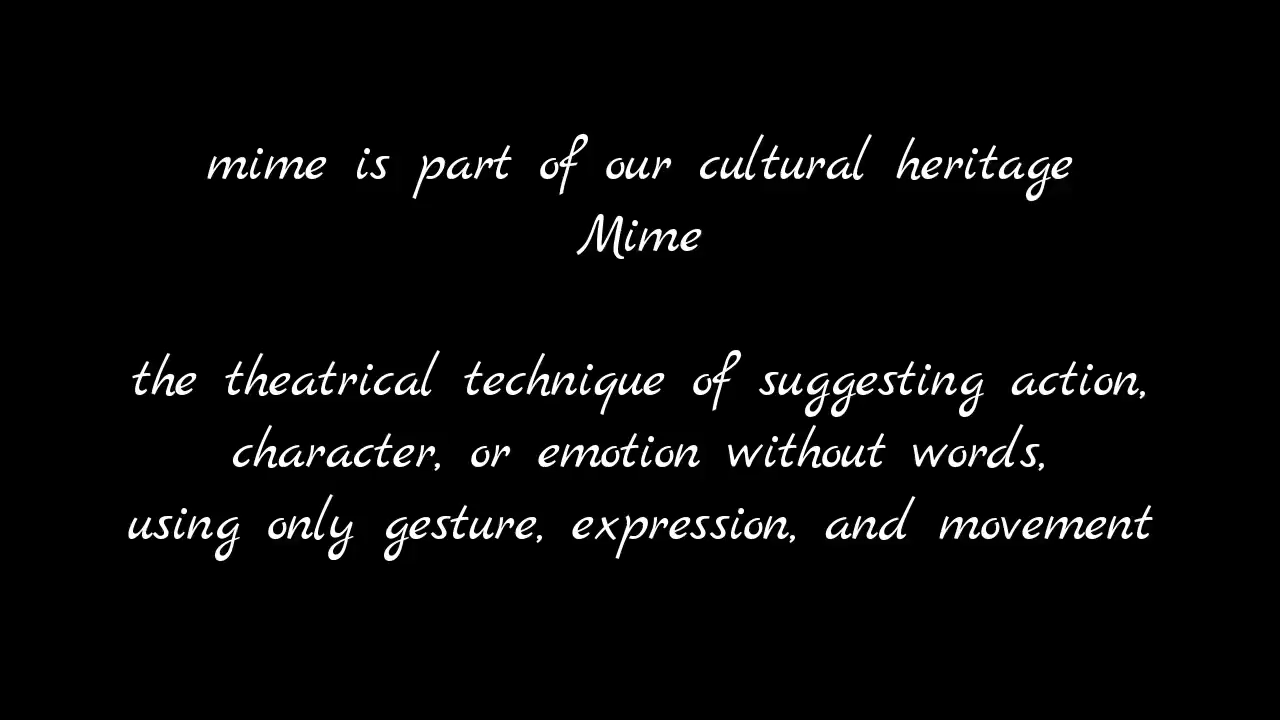 mime is part of our cultural heritage
Mime
the theatrical technique of suggesting action,
character, or emotion without words,
using only gesture, expression, and movement